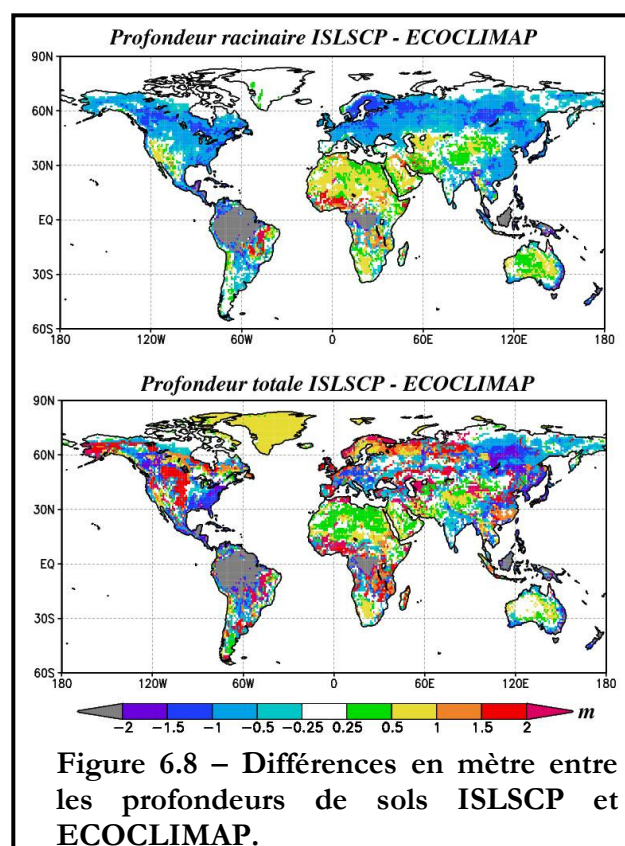 Profondeur racinaire ISLSCP - ECOCLIMAP
90N
60N
30N
EQ
30S
60S
180 120W 60W 0 60E 120E 180
Profondeur totale ISLSCP - ECOCLIMAP
90N
60N
30N
EQ
30S
60S
180 120W 60W 0 60E 120E 180
−2 −1.5 −1 −0.5 −0.25 0.25 0.5 1 1.5 2 m
Figure 6.8 – Différences en mètre entre
les profondeurs de sols ISLSCP et
ECOCLIMAP.